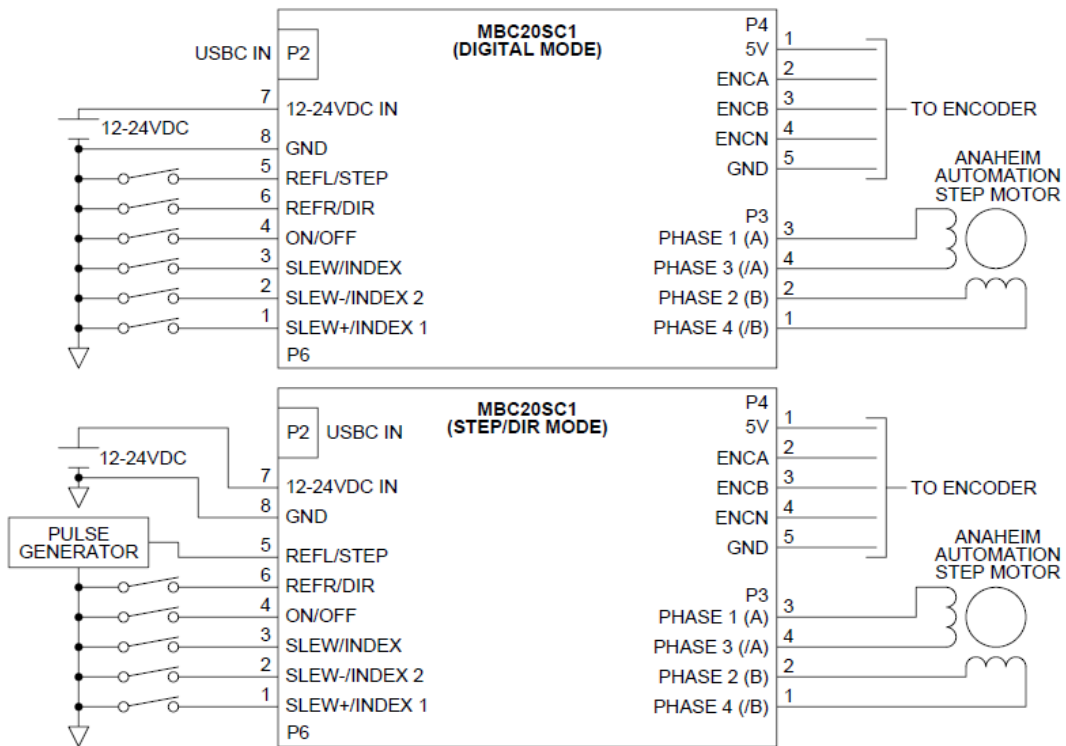 MBC20SC1
(DIGITAL MODE)
USBC IN
P2
7
12-24VDC IN
12-24VDC
8
GND
5
REFL/STEP
6
REFR/DIR
4
ON/OFF
3
SLEW/INDEX
2
SLEW-/INDEX 2
1
SLEW+/INDEX 1
P6
P4
5V
1
ENCA
2
ENCB
3
ENCN
4
GND
5
TO ENCODER
ANAHEIM
AUTOMATION
STEP MOTOR
P3
PHASE 1 (A)
3
PHASE 3 (/A)
4
PHASE 2 (B)
2
PHASE 4 (/B)
1
MBC20SC1
(STEP/DIR MODE)
P2
USBC IN
12-24VDC
7
12-24VDC IN
8
GND
PULSE
GENERATOR
5
REFL/STEP
6
REFR/DIR
4
ON/OFF
3
SLEW/INDEX
2
SLEW-/INDEX 2
1
SLEW+/INDEX 1
P6
P4
5V
1
ENCA
2
ENCB
3
ENCN
4
GND
5
TO ENCODER
ANAHEIM
AUTOMATION
STEP MOTOR
P3
PHASE 1 (A)
3
PHASE 3 (/A)
4
PHASE 2 (B)
2
PHASE 4 (/B)
1